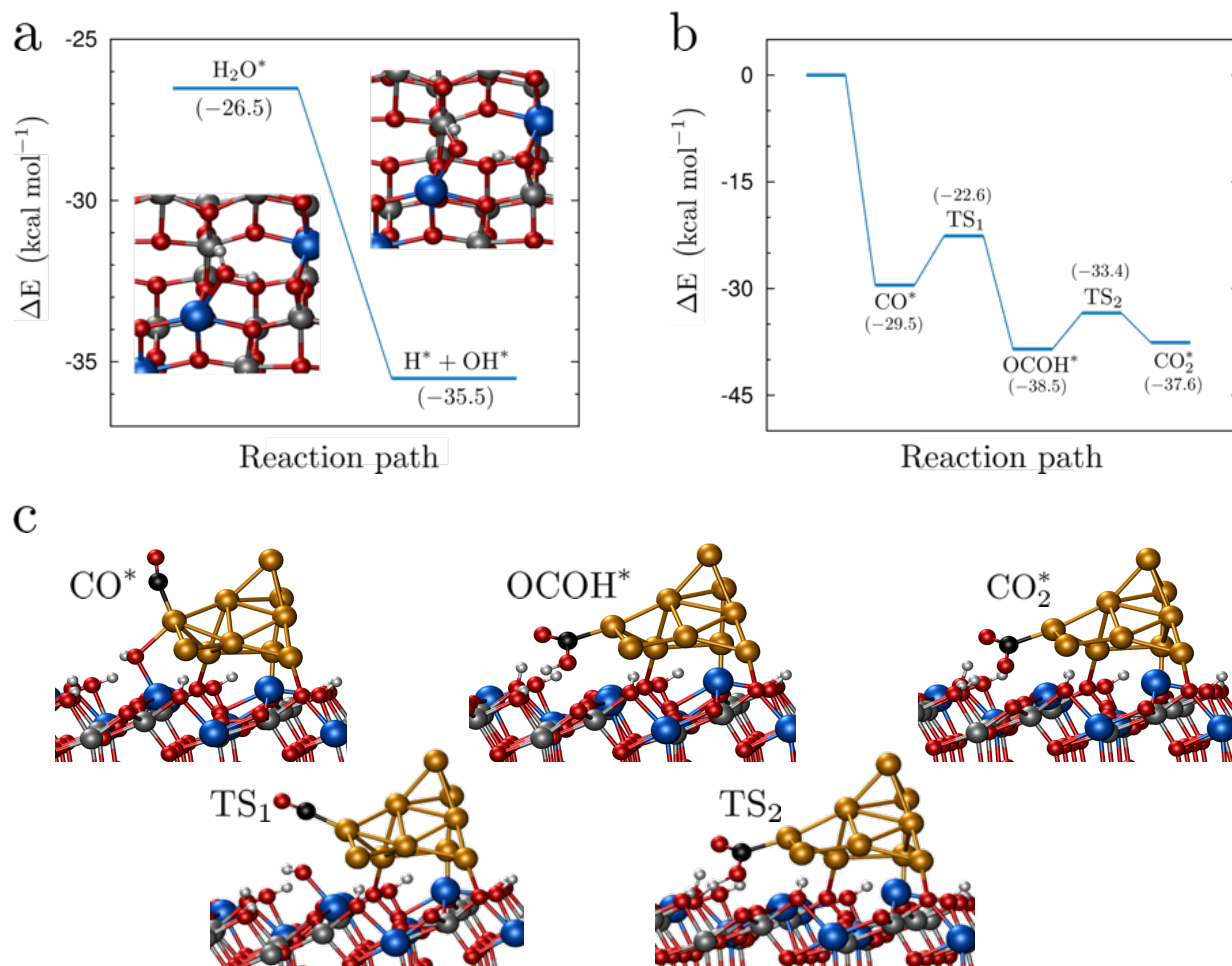 a
-25
-30
-35
ΔE (kcal mol⁻¹)
H₂O*
(−26.5)
H* + OH*
(−35.5)
Reaction path
b
0
-15
-30
-45
ΔE (kcal mol⁻¹)
(−22.6)
TS₁
CO*
(−29.5)
(−33.4)
TS₂
OCOH*
(−38.5)
CO₂*
(−37.6)
Reaction path
c
CO*
OCOH*
CO₂*
TS₁
TS₂